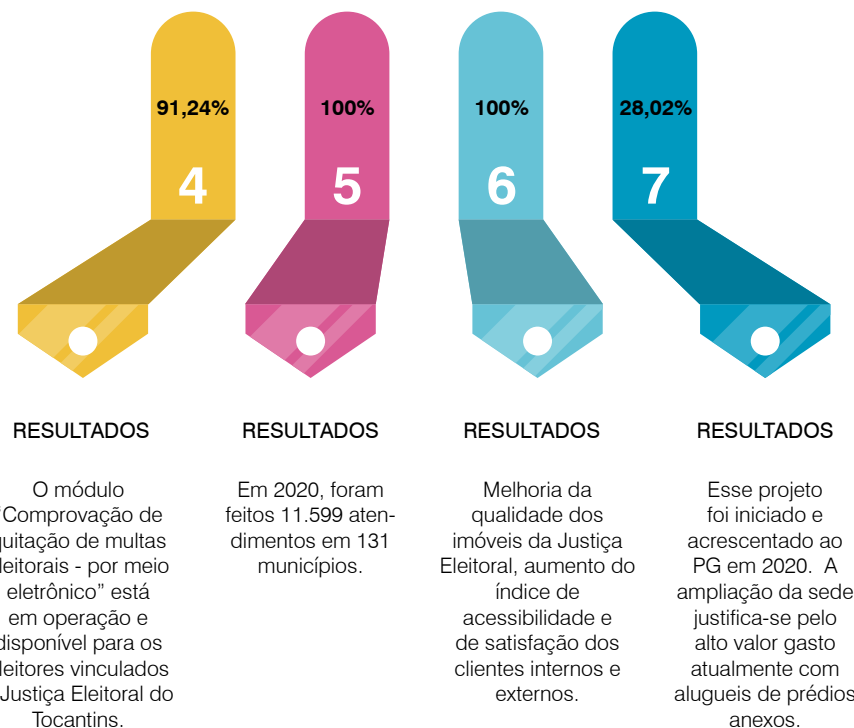 91,24%
4
100%
5
100%
6
28,02%
7
RESULTADOS
O módulo
“Comprovação de
quitação de multas
eleitorais - por meio
eletrônico” está
em operação e
disponível para os
eleitores vinculados
Justiça Eleitoral do
Tocantins.
RESULTADOS
Em 2020, foram
feitos 11.599 aten-
dimentos em 131
municípios.
RESULTADOS
Melhoria da
qualidade dos
imóveis da Justiça
Eleitoral, aumento do
índice de
acessibilidade e
de satisfação dos
clientes internos e
externos.
RESULTADOS
Esse projeto
foi iniciado e
acrescentado ao
PG em 2020. A
ampliação da sede
justifica-se pelo
alto valor gasto
atualmente com
alugueis de prédios
anexos.